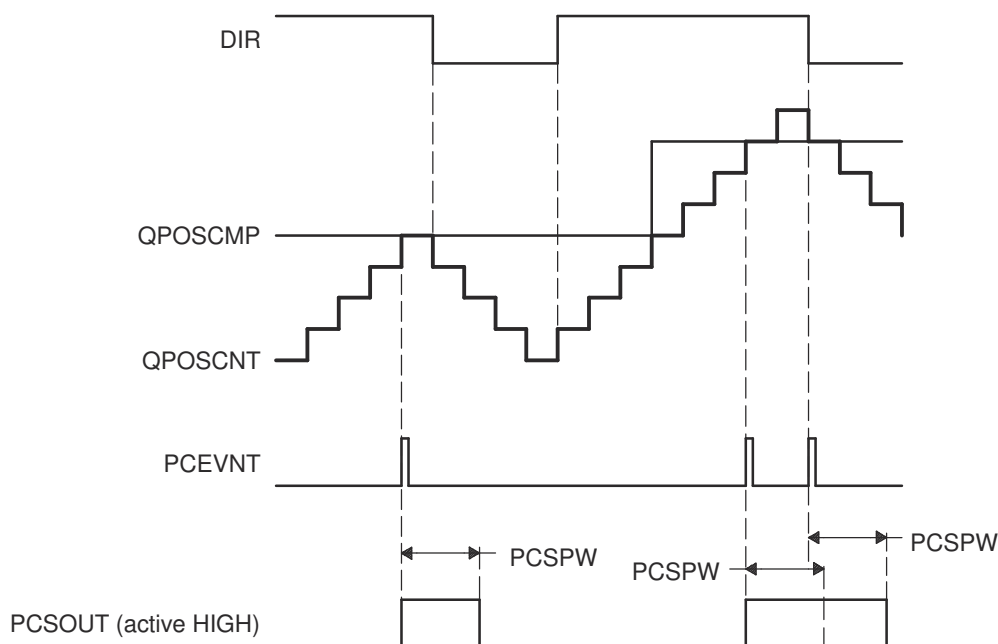 DIR
QPOSCMP
QPOSCNT
PCEVNT
PCSPW
PCSPW
PCSPW
PCSOUT (active HIGH)